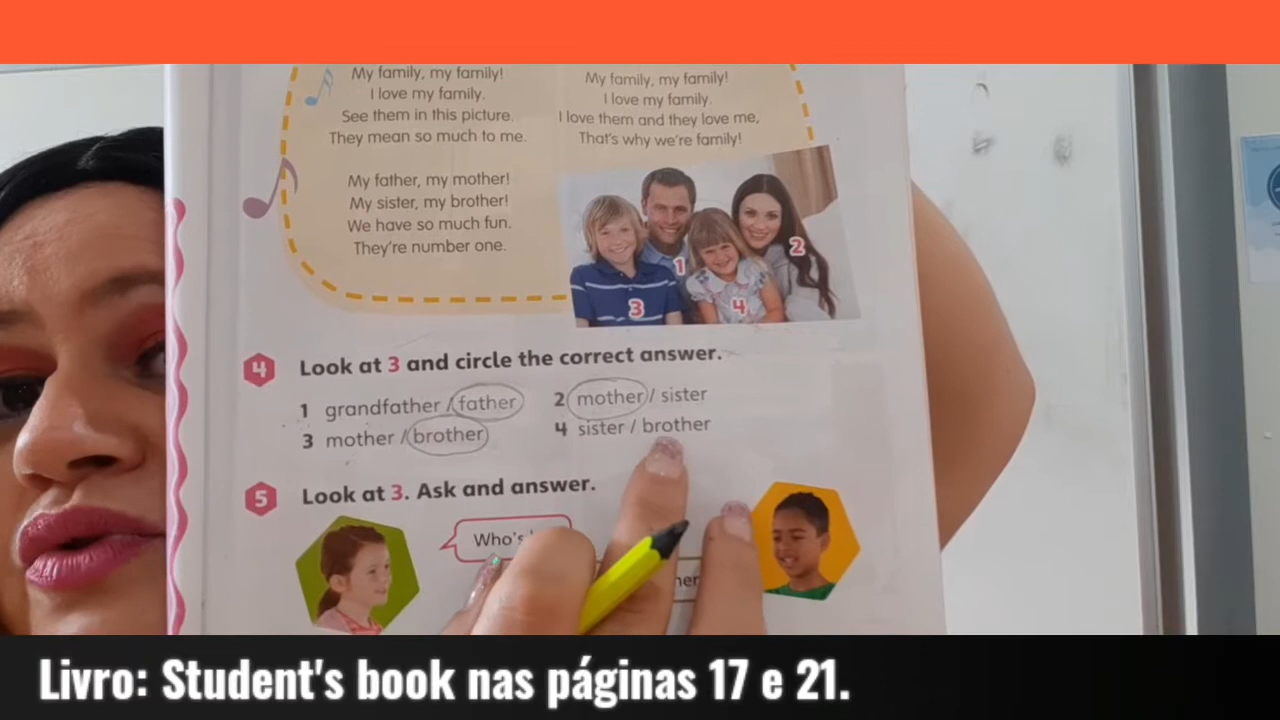 My family, my family!
I love my family.
See them in this picture.
They mean so much to me.
My father, my mother!
My sister, my brother!
We have so much fun.
They're number one.
My family, my family!
I love my family.
I love them and they love me,
That's why we're family!
1
2
3
4
4 Look at 3 and circle the correct answer.
1 grandfather / father 2 mother / sister
3 mother / brother 4 sister / brother
5 Look at 3. Ask and answer.
Who's
Livro: Student's book nas páginas 17 e 21.